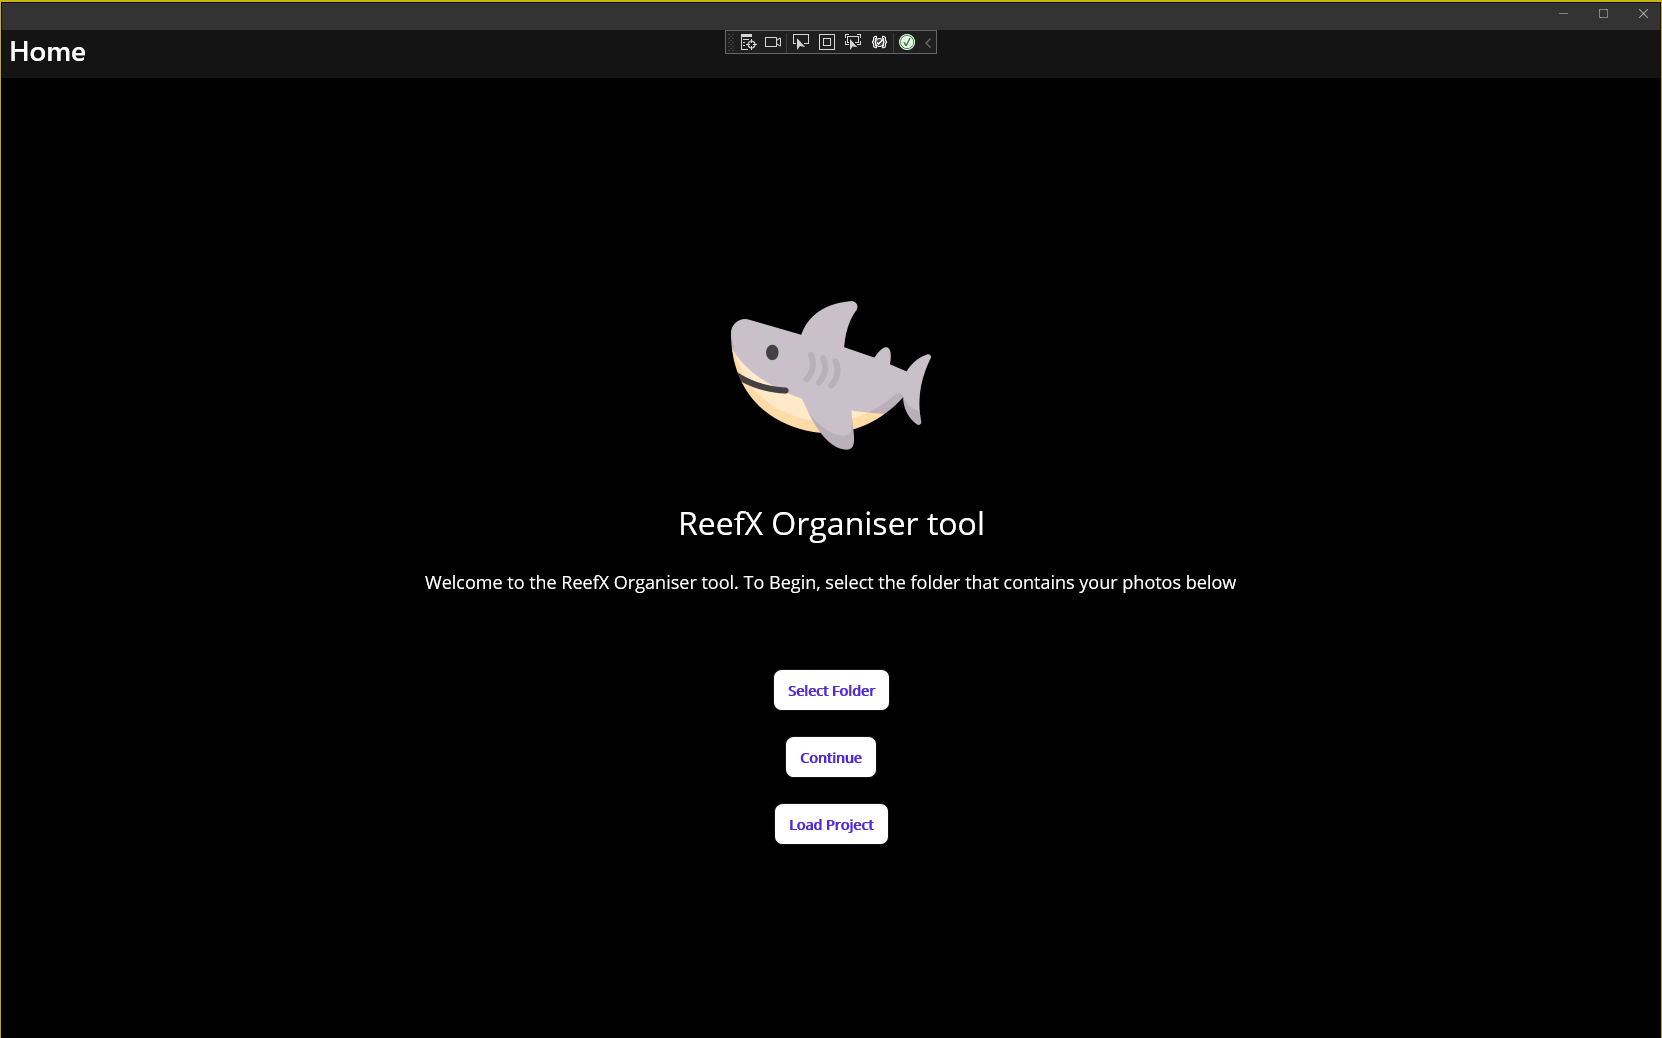 Home
ReefX Organiser tool
Welcome to the ReefX Organiser tool. To Begin, select the folder that contains your photos below
Select Folder
Continue
Load Project